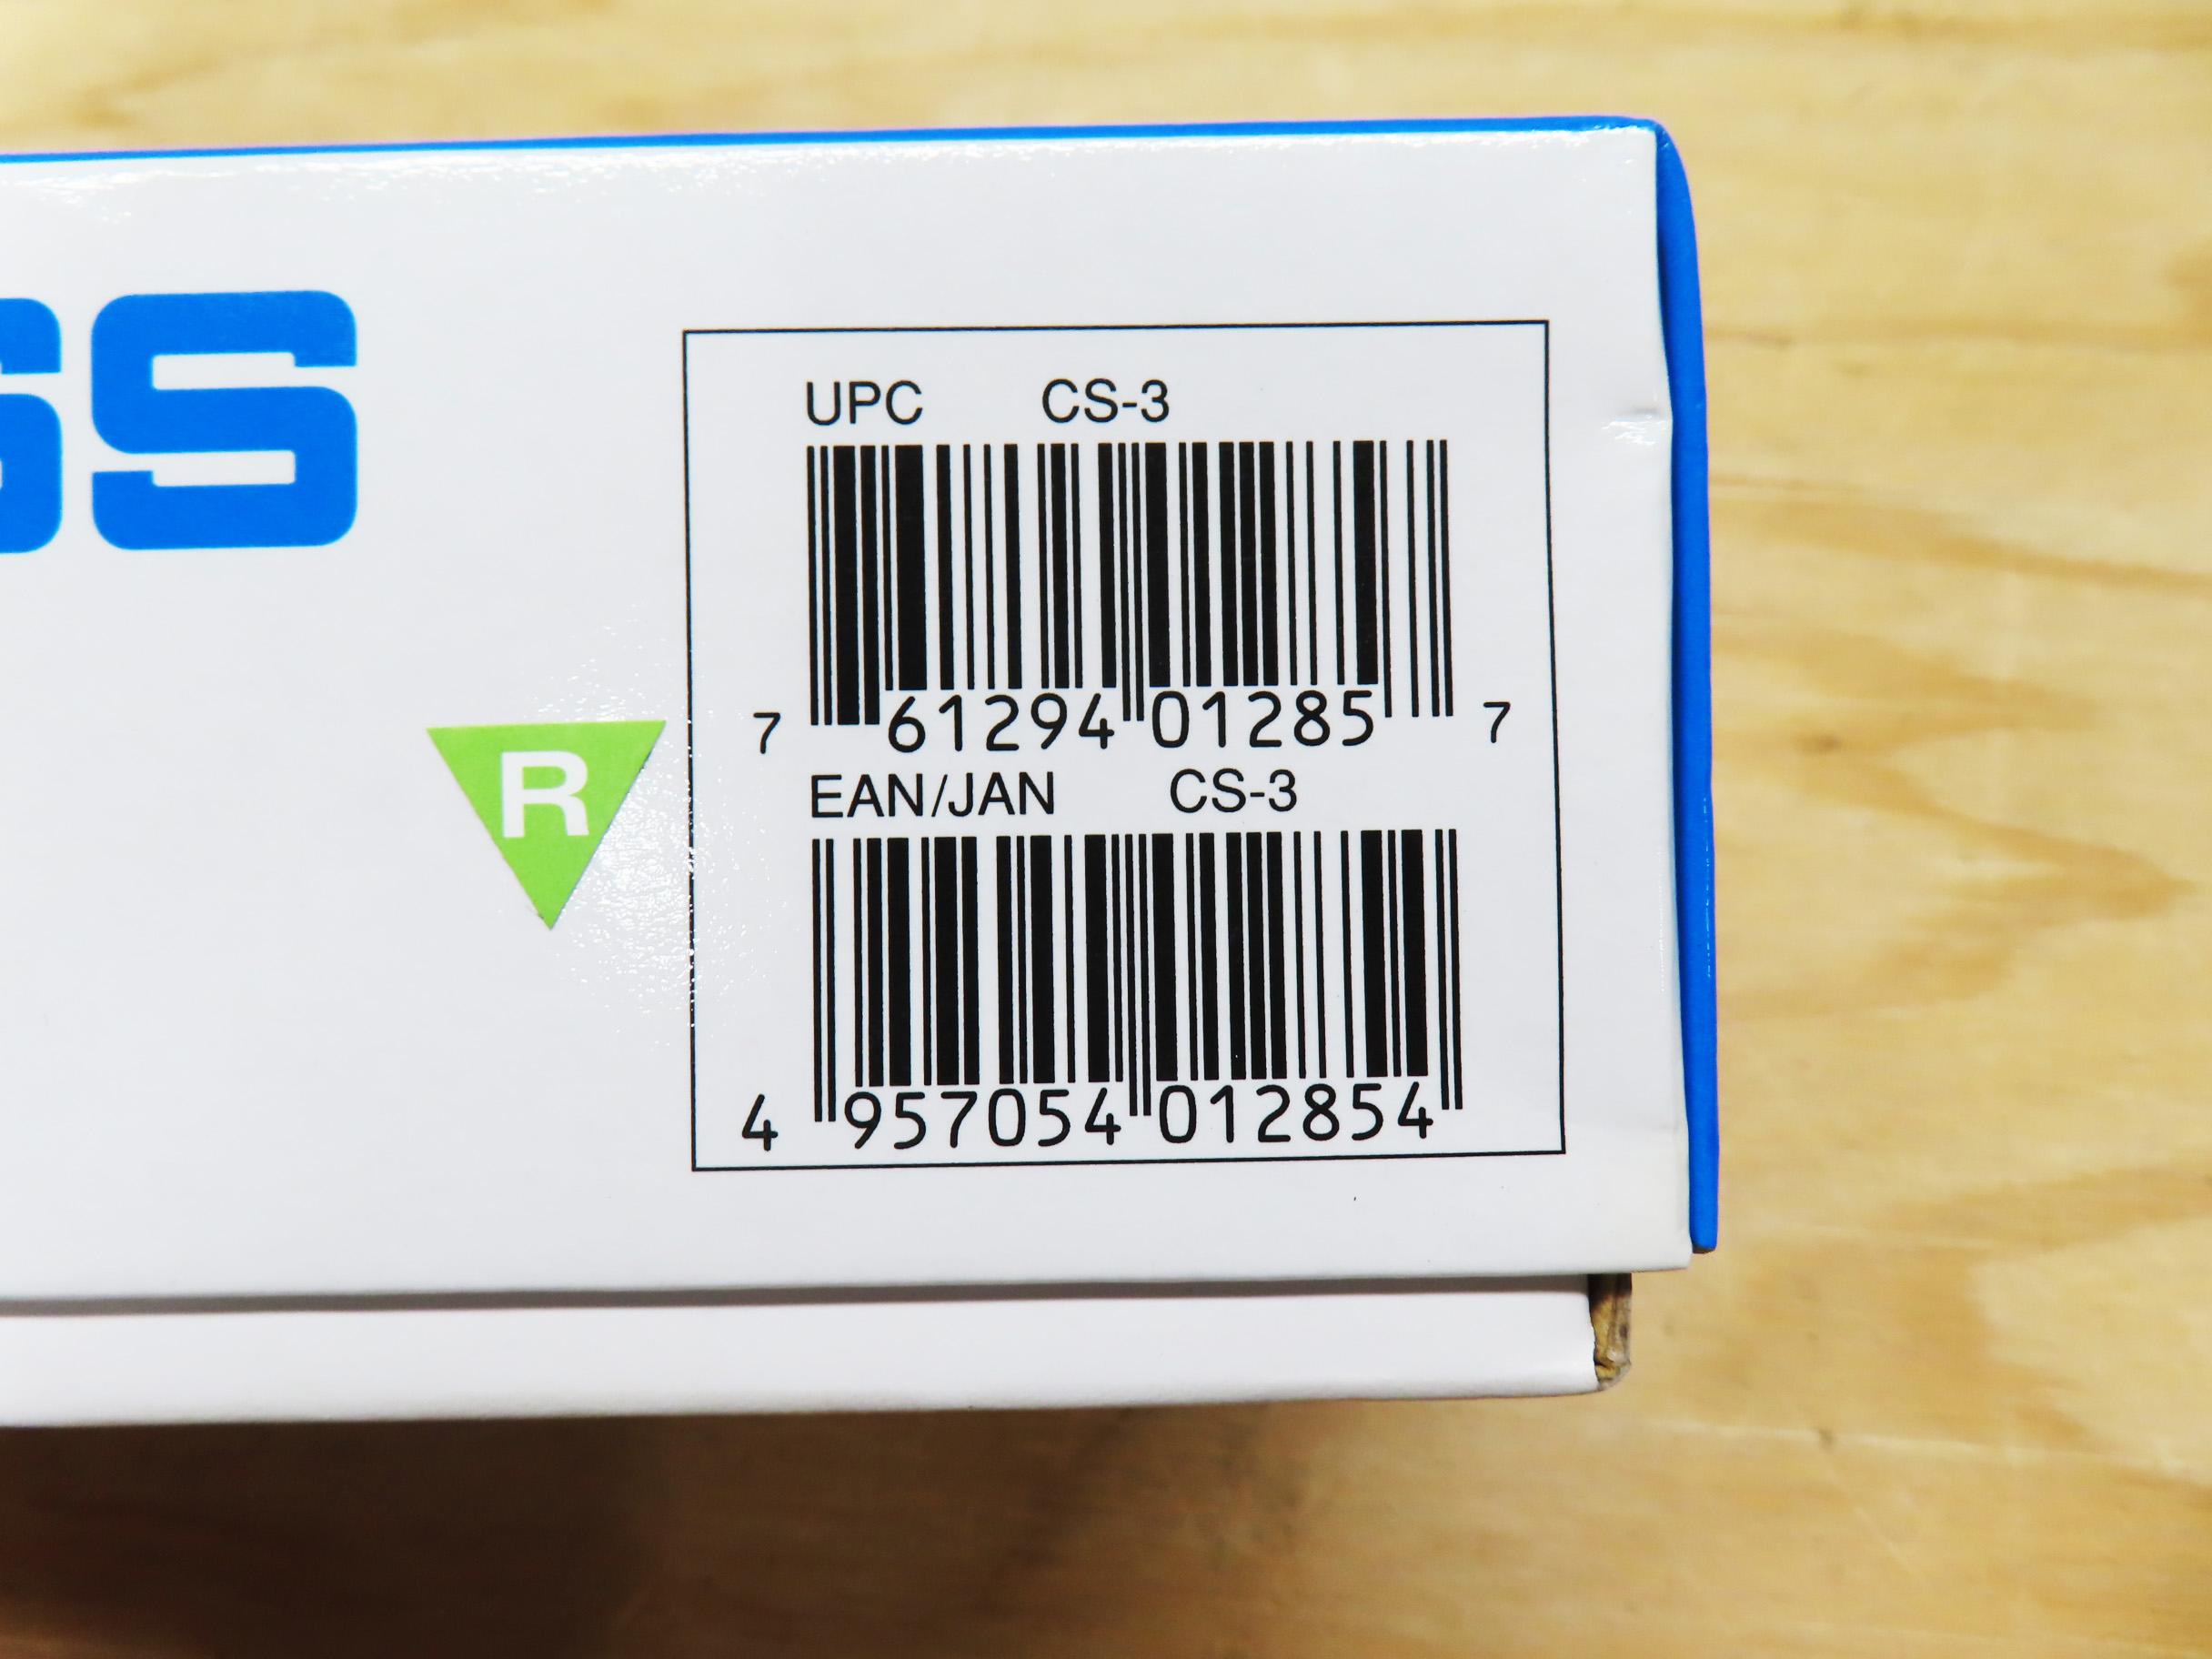 SS
UPC CS-3
7 61294 01285 7
R
EAN/JAN CS-3
4 957054 012854